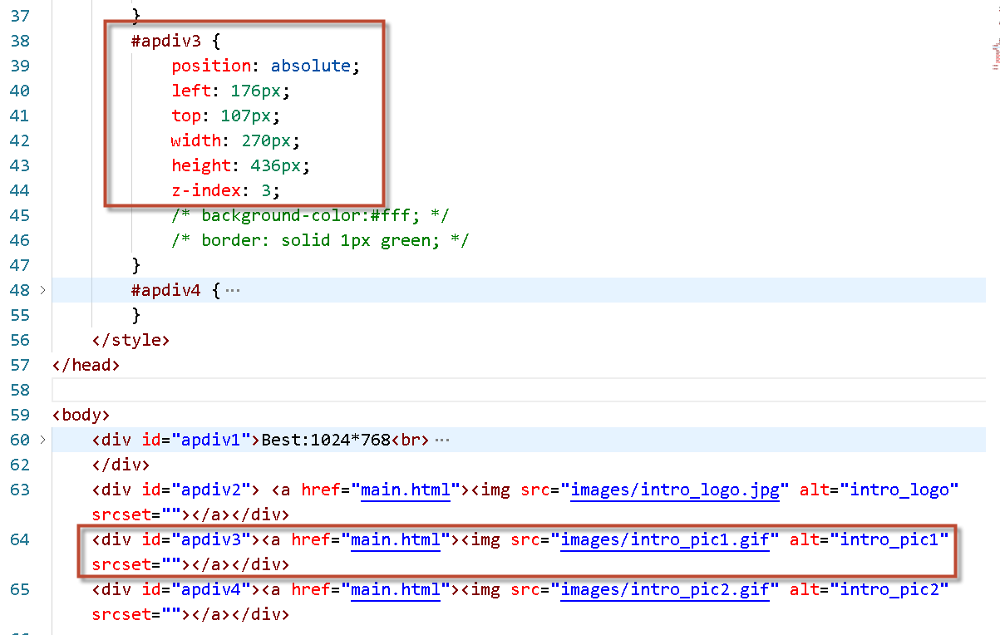 37 }
38 #apdiv3 {
39 position: absolute;
40 left: 176px;
41 top: 107px;
42 width: 270px;
43 height: 436px;
44 z-index: 3;
45 /* background-color:#fff; */
46 /* border: solid 1px green; */
47 }
48 #apdiv4 {···
55 }
56 </style>
57 </head>
58
59 <body>
60 <div id="apdiv1">Best:1024*768<br>···
62 </div>
63 <div id="apdiv2"> <a href="main.html"><img src="images/intro_logo.jpg" alt="intro_logo"
srcset=""></a></div>
64 <div id="apdiv3"><a href="main.html"><img src="images/intro_pic1.gif" alt="intro_pic1"
srcset=""></a></div>
65 <div id="apdiv4"><a href="main.html"><img src="images/intro_pic2.gif" alt="intro_pic2"
srcset=""></a></div>